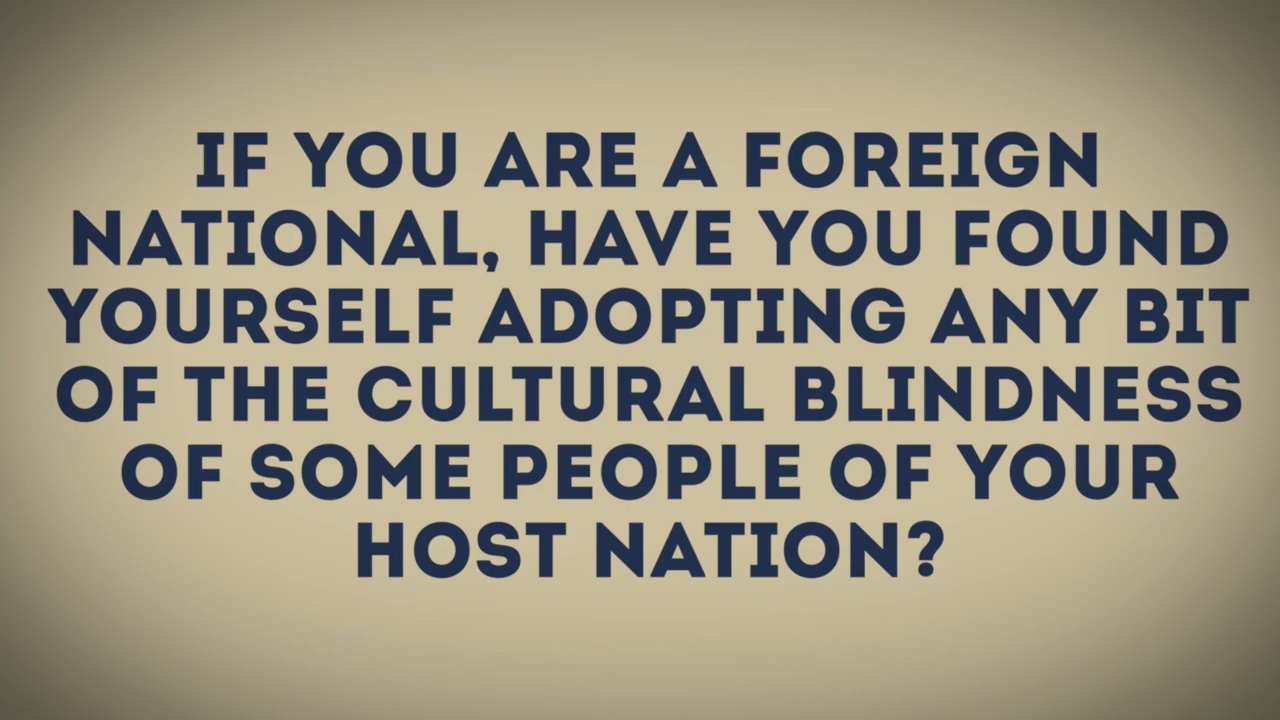 IF YOU ARE A FOREIGN
NATIONAL, HAVE YOU FOUND
YOURSELF ADOPTING ANY BIT
OF THE CULTURAL BLINDNESS
OF SOME PEOPLE OF YOUR
HOST NATION?